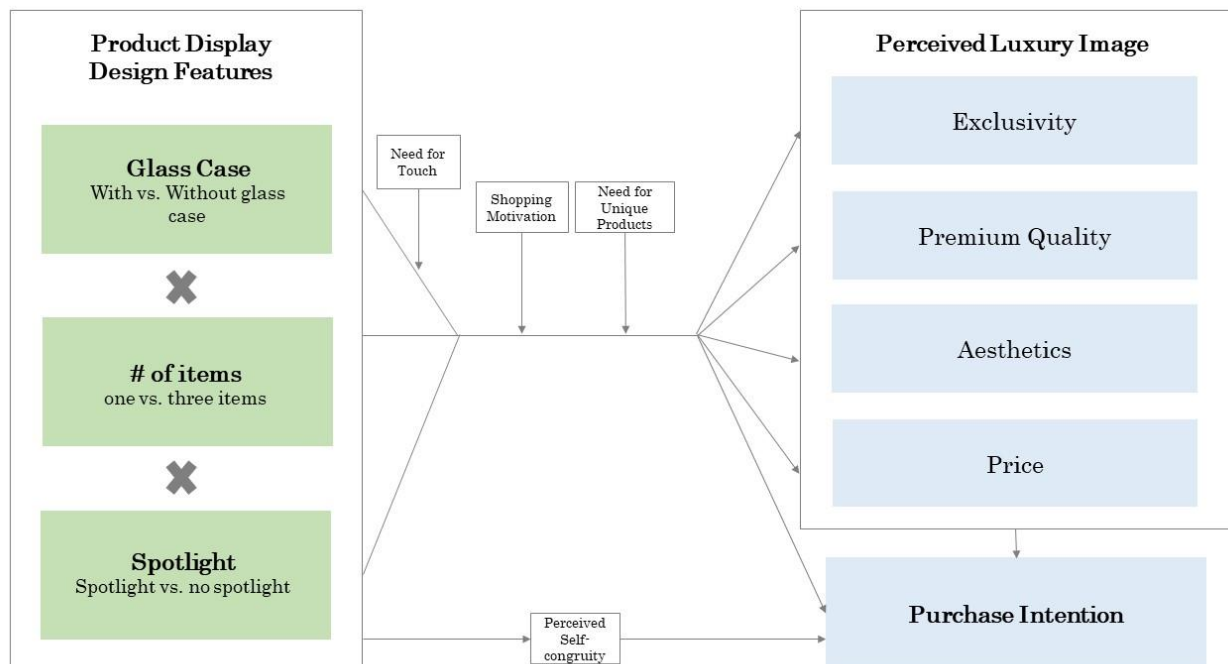 Product Display
Design Features
Glass Case
With vs. Without glass
case
# of items
one vs. three items
Spotlight
Spotlight vs. no spotlight
Need for
Touch
Shopping
Motivation
Need for
Unique
Products
Perceived
Self-
congruity
Perceived Luxury Image
Exclusivity
Premium Quality
Aesthetics
Price
Purchase Intention